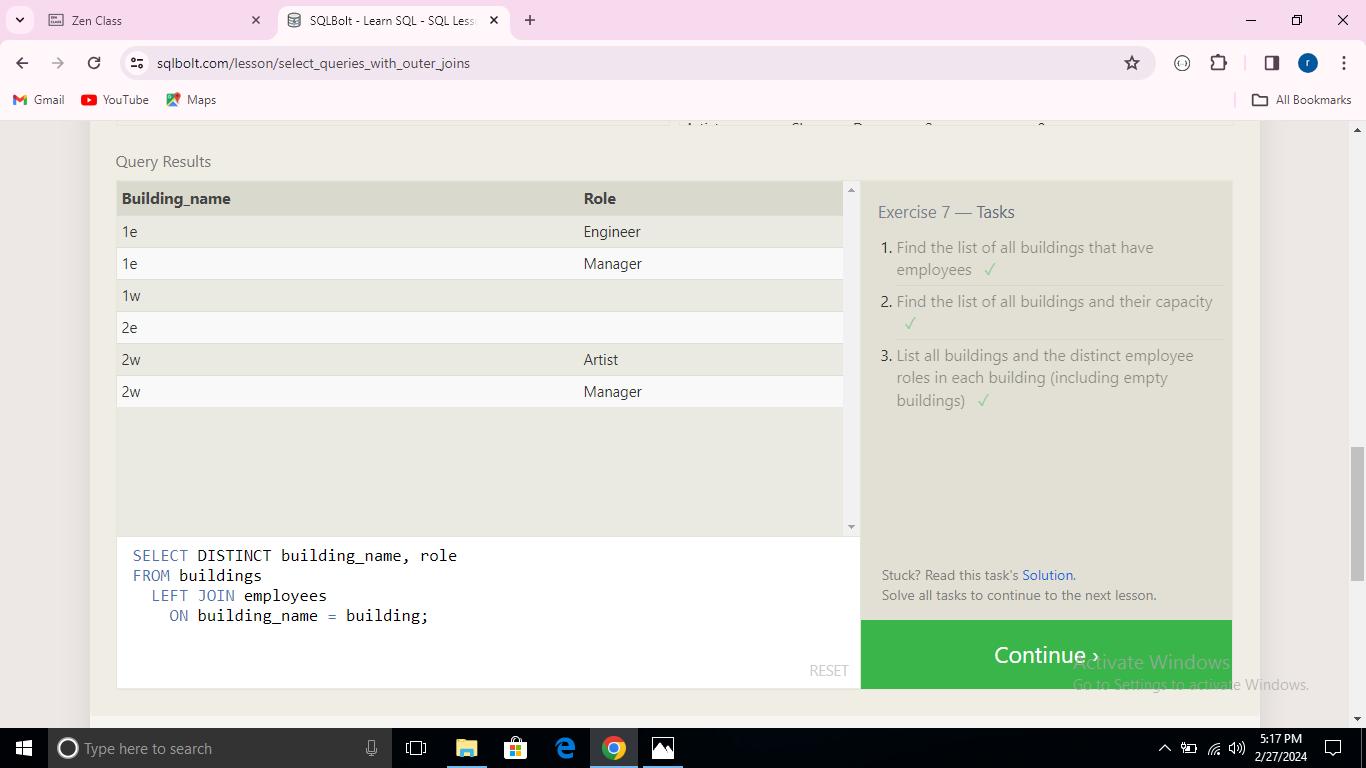 Zen Class
SQLBolt - Learn SQL - SQL Less
sqlbolt.com/lesson/select_queries_with_outer_joins
r
Gmail YouTube Maps All Bookmarks
Query Results
Building_name Role
1e Engineer
1e Manager
1w
2e
2w Artist
2w Manager
SELECT DISTINCT building_name, role
FROM buildings
LEFT JOIN employees
ON building_name = building;
RESET
Exercise 7 — Tasks
1. Find the list of all buildings that have
employees ✓
2. Find the list of all buildings and their capacity
✓
3. List all buildings and the distinct employee
roles in each building (including empty
buildings) ✓
Stuck? Read this task's Solution.
Solve all tasks to continue to the next lesson.
Continue ›
Activate Windows
Go to Settings to activate Windows.
Type here to search
5:17 PM
2/27/2024